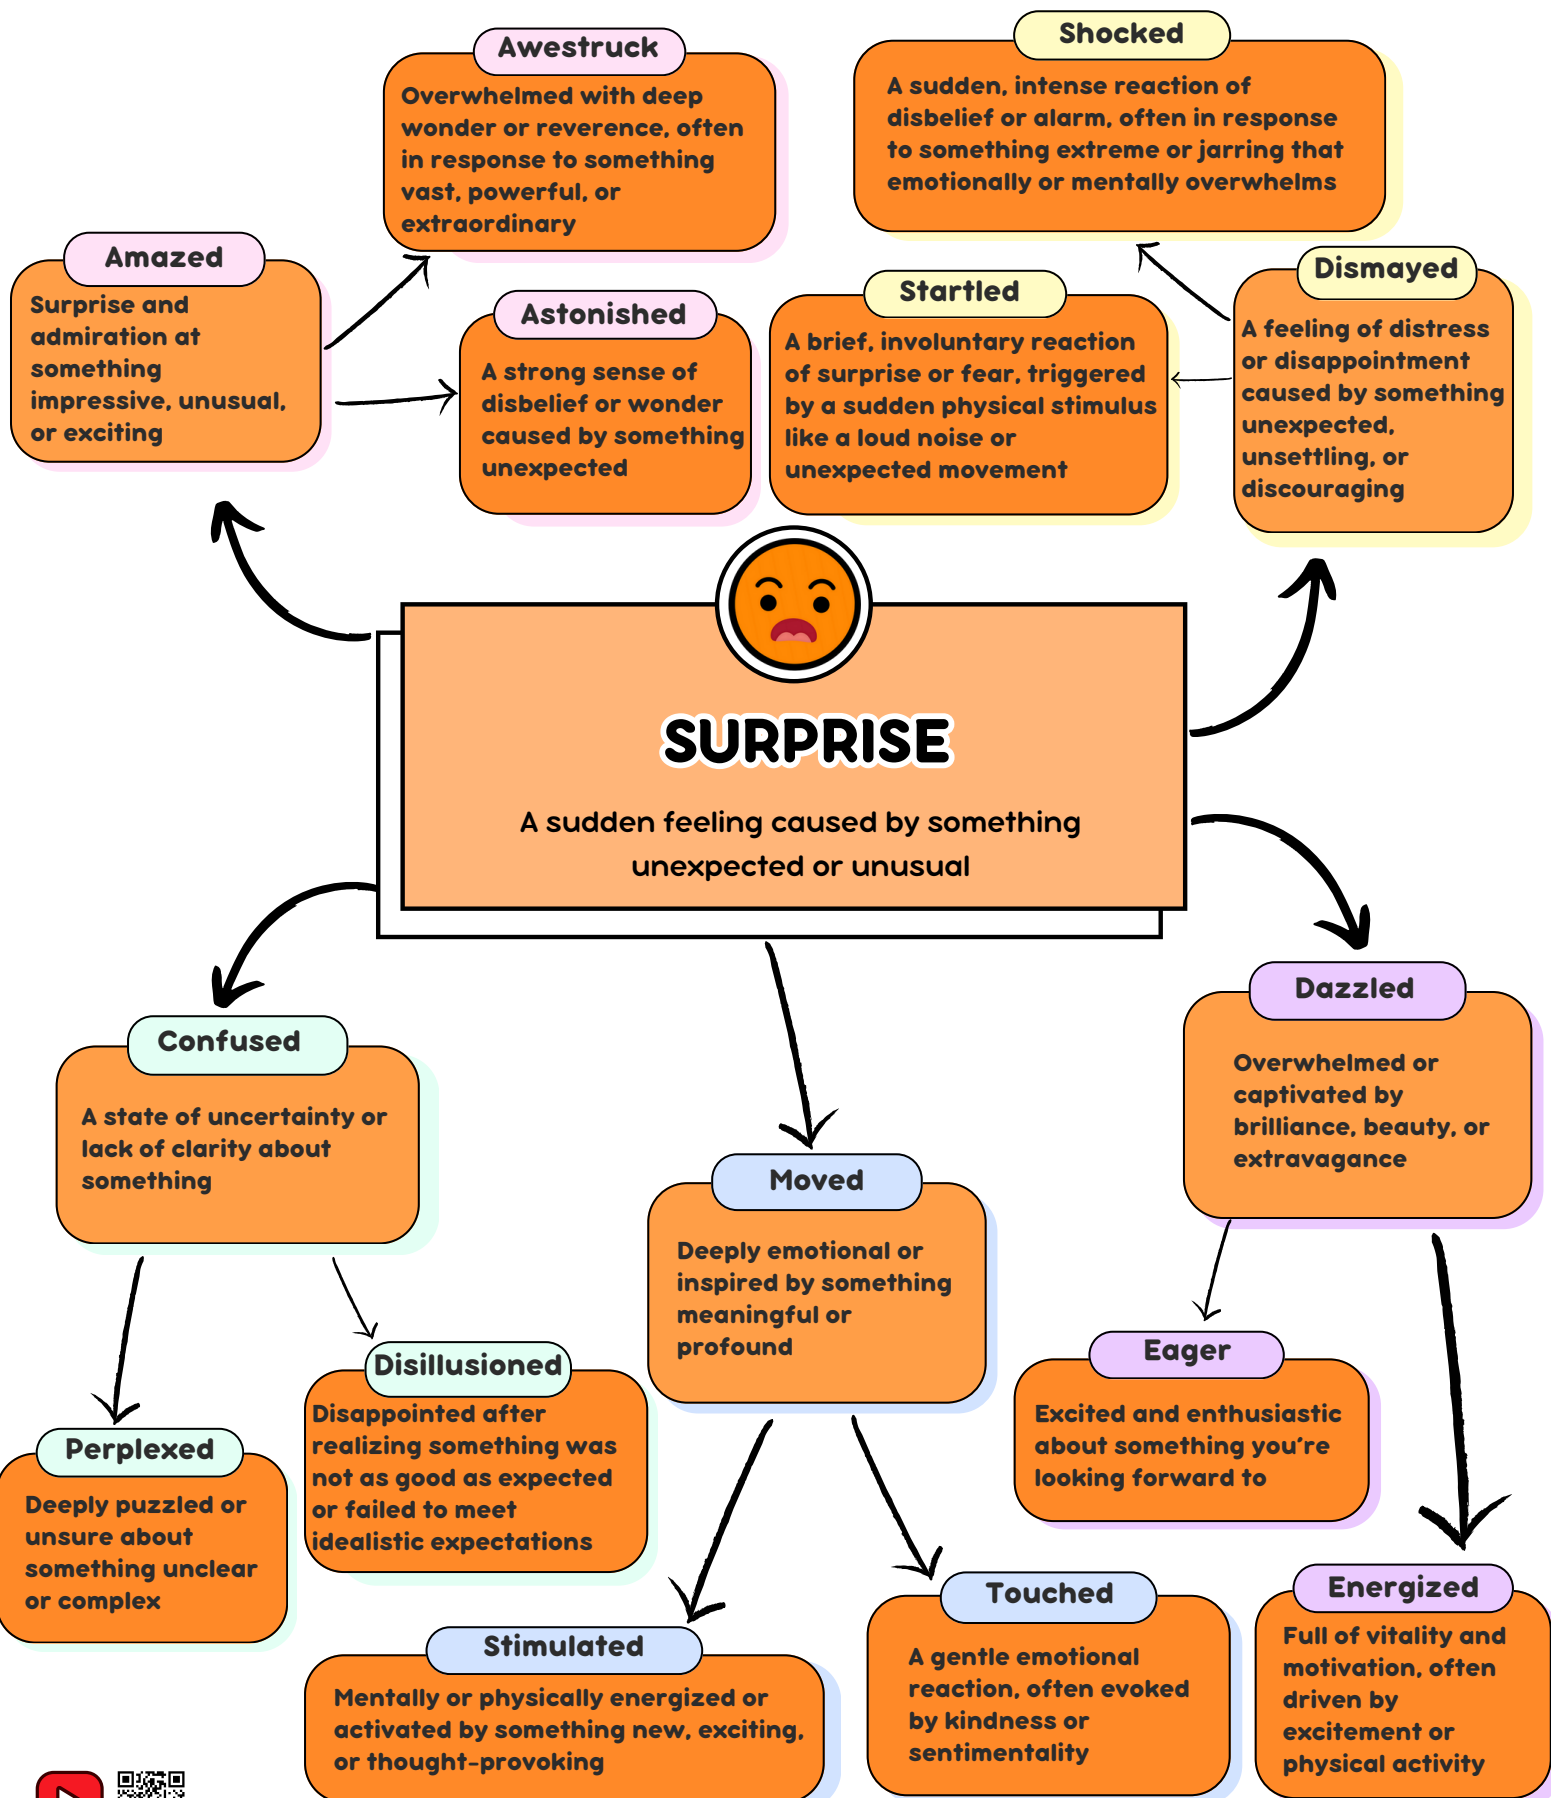 Awestruck
Overwhelmed with deep
wonder or reverence, often
in response to something
vast, powerful, or
extraordinary
Shocked
A sudden, intense reaction of
disbelief or alarm, often in response
to something extreme or jarring that
emotionally or mentally overwhelms
Amazed
Surprise and
admiration at
something
impressive, unusual,
or exciting
Astonished
A strong sense of
disbelief or wonder
caused by something
unexpected
Startled
A brief, involuntary reaction
of surprise or fear, triggered
by a sudden physical stimulus
like a loud noise or
unexpected movement
Dismayed
A feeling of distress
or disappointment
caused by something
unexpected,
unsettling, or
discouraging
SURPRISE
A sudden feeling caused by something
unexpected or unusual
Confused
A state of uncertainty or
lack of clarity about
something
Moved
Deeply emotional or
inspired by something
meaningful or
profound
Dazzled
Overwhelmed or
captivated by
brilliance, beauty, or
extravagance
Perplexed
Deeply puzzled or
unsure about
something unclear
or complex
Disillusioned
Disappointed after
realizing something was
not as good as expected
or failed to meet
idealistic expectations
Eager
Excited and enthusiastic
about something you're
looking forward to
Stimulated
Mentally or physically energized or
activated by something new, exciting,
or thought-provoking
Touched
A gentle emotional
reaction, often evoked
by kindness or
sentimentality
Energized
Full of vitality and
motivation, often
driven by
excitement or
physical activity